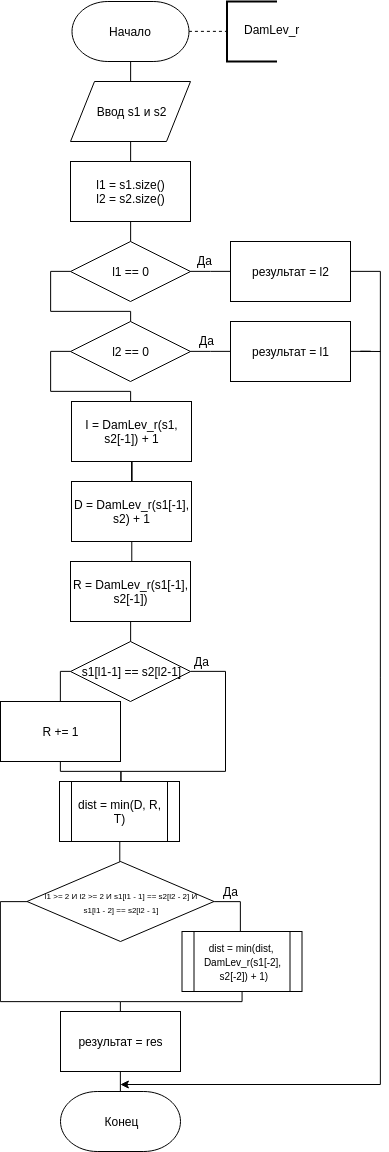 Начало
DamLev_r
Ввод s1 и s2
l1 = s1.size()
l2 = s2.size()
l1 == 0
Да
результат = l2
l2 == 0
Да
результат = l1
I = DamLev_r(s1,
s2[-1]) + 1
D = DamLev_r(s1[-1],
s2) + 1
R = DamLev_r(s1[-1],
s2[-1])
s1[l1-1] == s2[l2-1]
Да
R += 1
dist = min(D, R,
T)
l1 >= 2 И l2 >= 2 И s1[l1 - 1] == s2[l2 - 2] И
s1[l1 - 2] == s2[l2 - 1]
Да
dist = min(dist,
DamLev_r(s1[-2],
s2[-2]) + 1)
результат = res
Конец